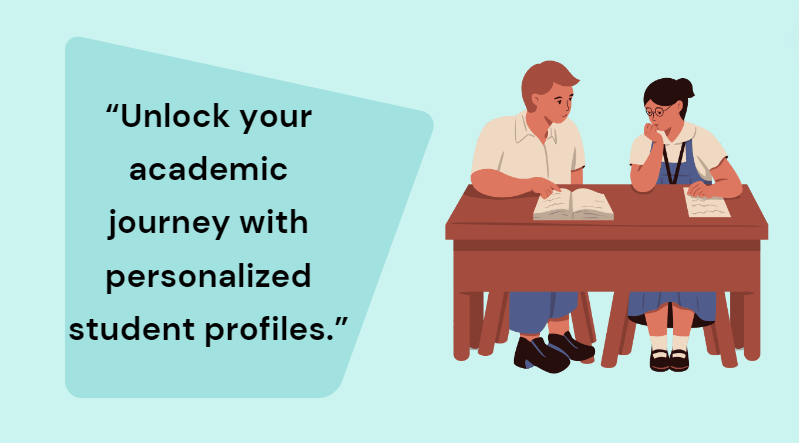 “Unlock your
academic
journey with
personalized
student profiles.”